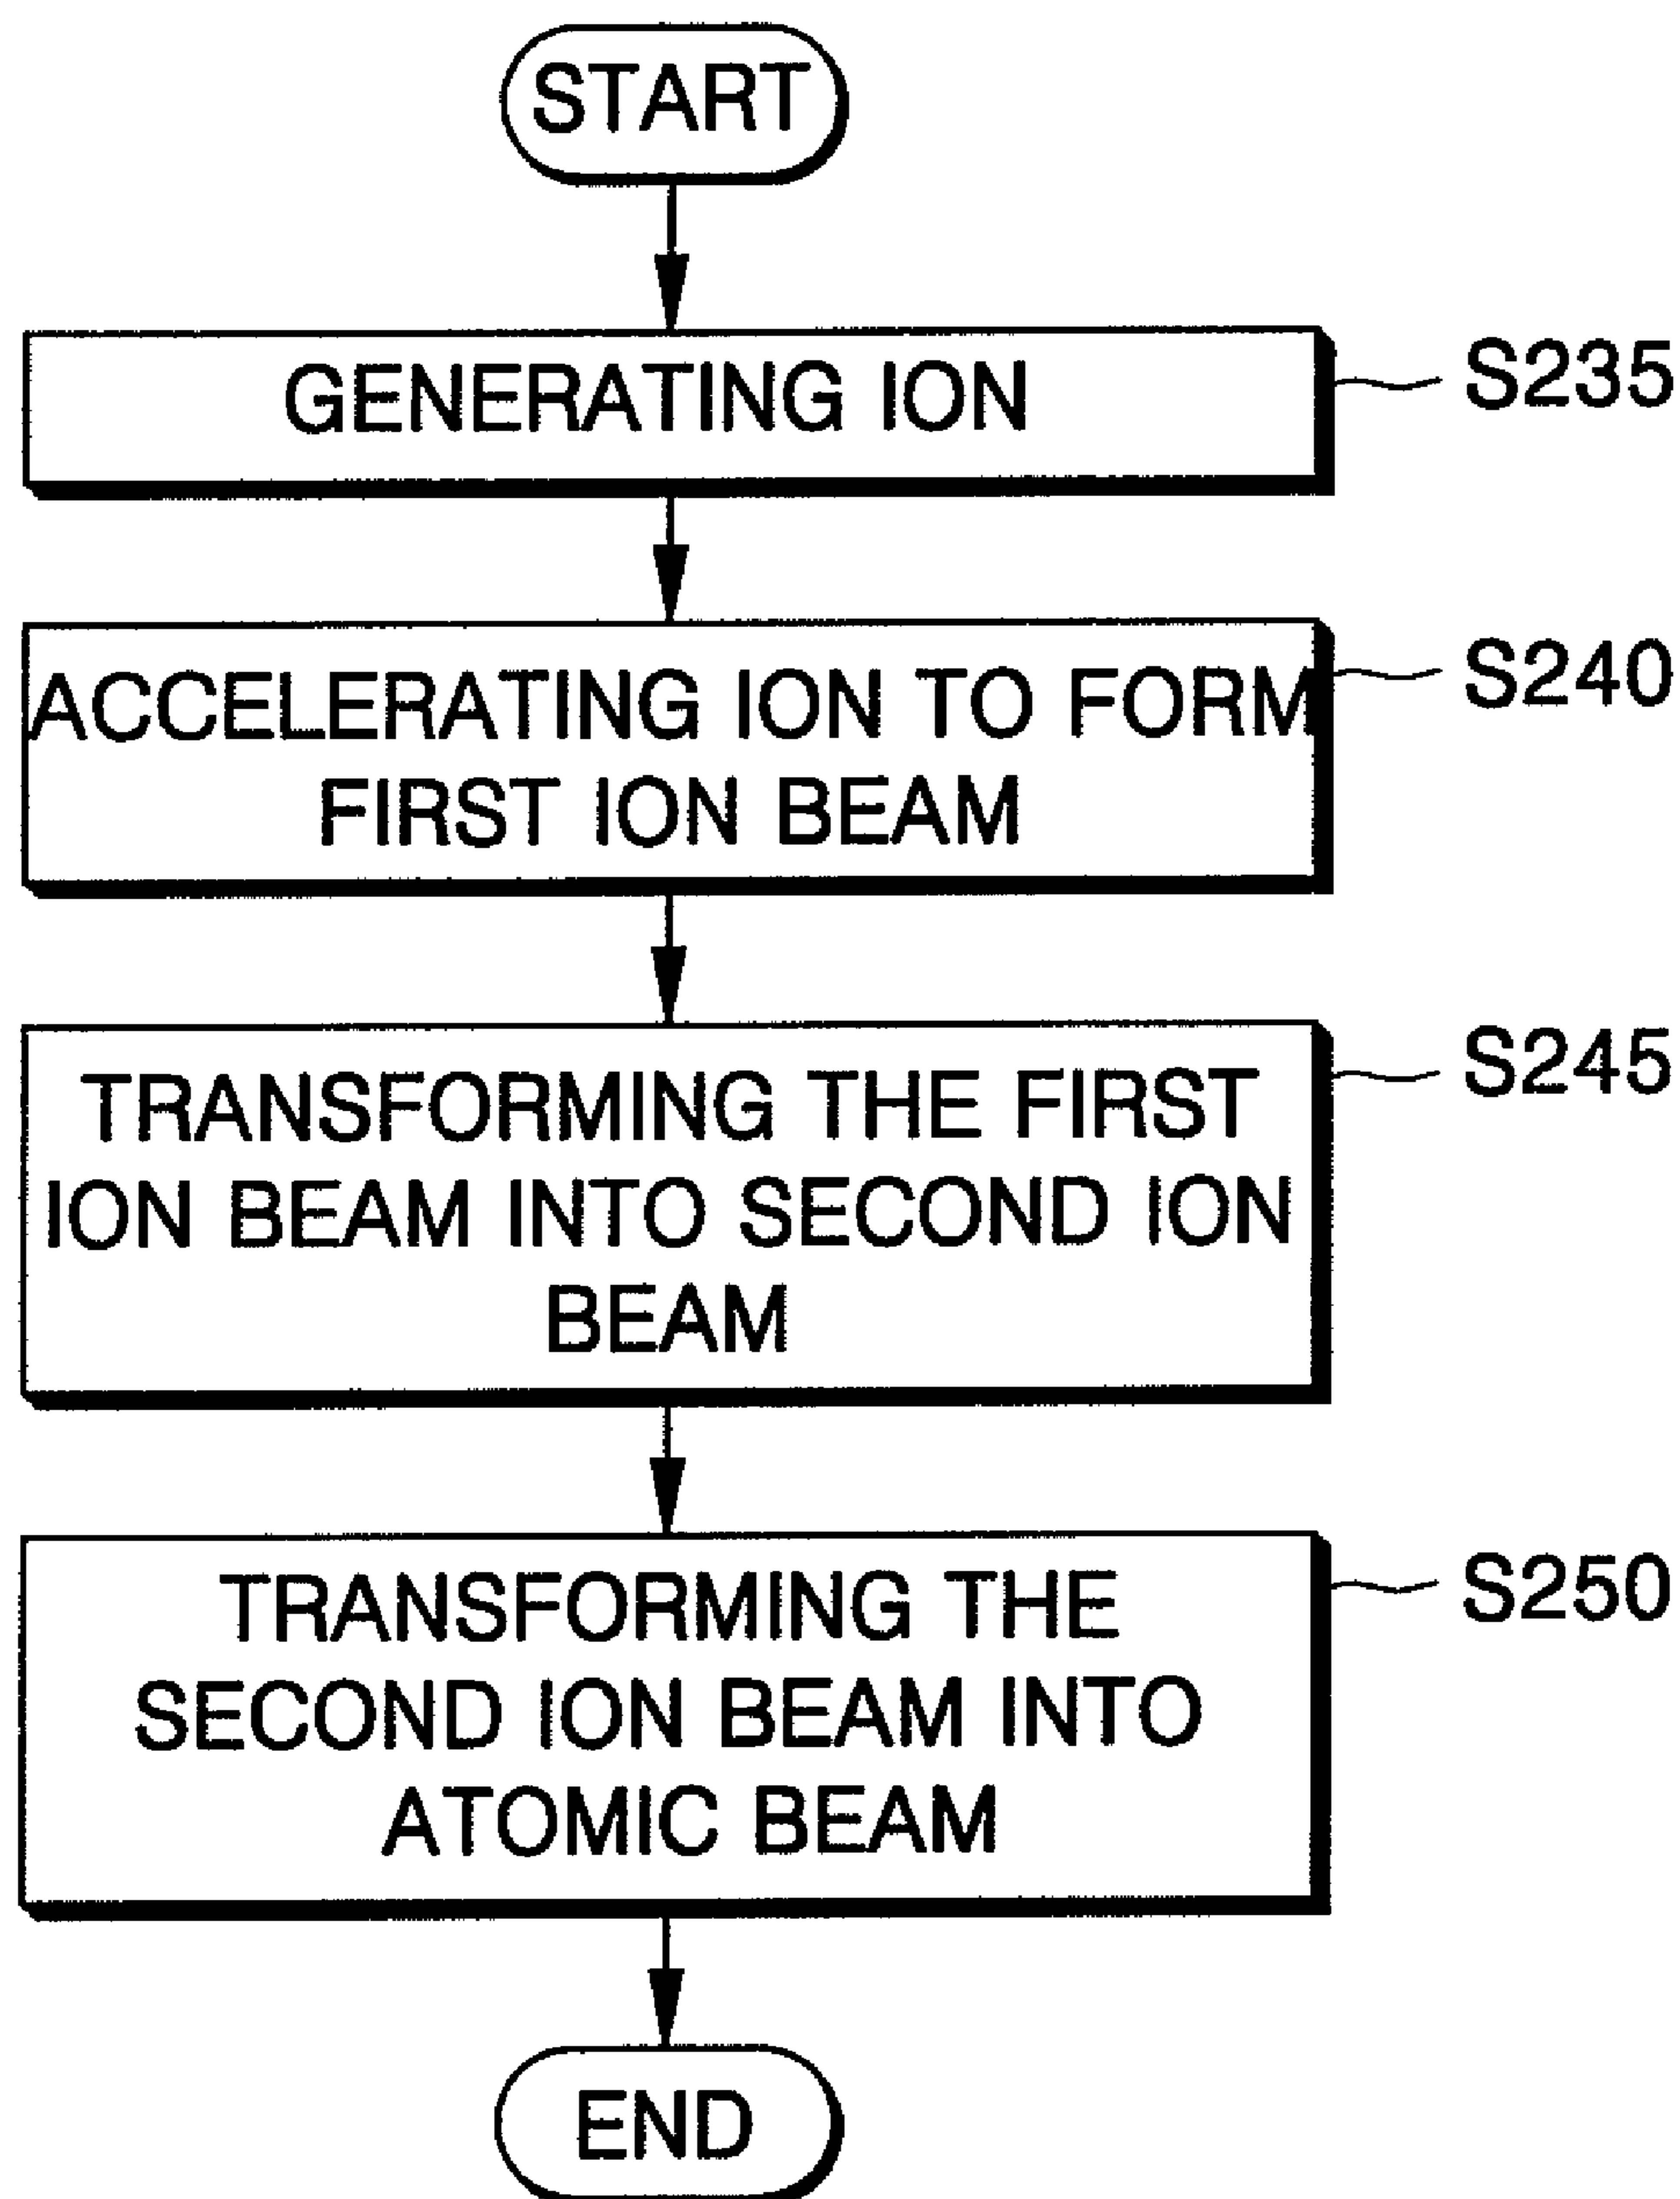 START
GENERATING ION
S235
ACCELERATING ION TO FORM
FIRST ION BEAM
S240
TRANSFORMING THE FIRST
ION BEAM INTO SECOND ION
BEAM
S245
TRANSFORMING THE
SECOND ION BEAM INTO
ATOMIC BEAM
S250
END